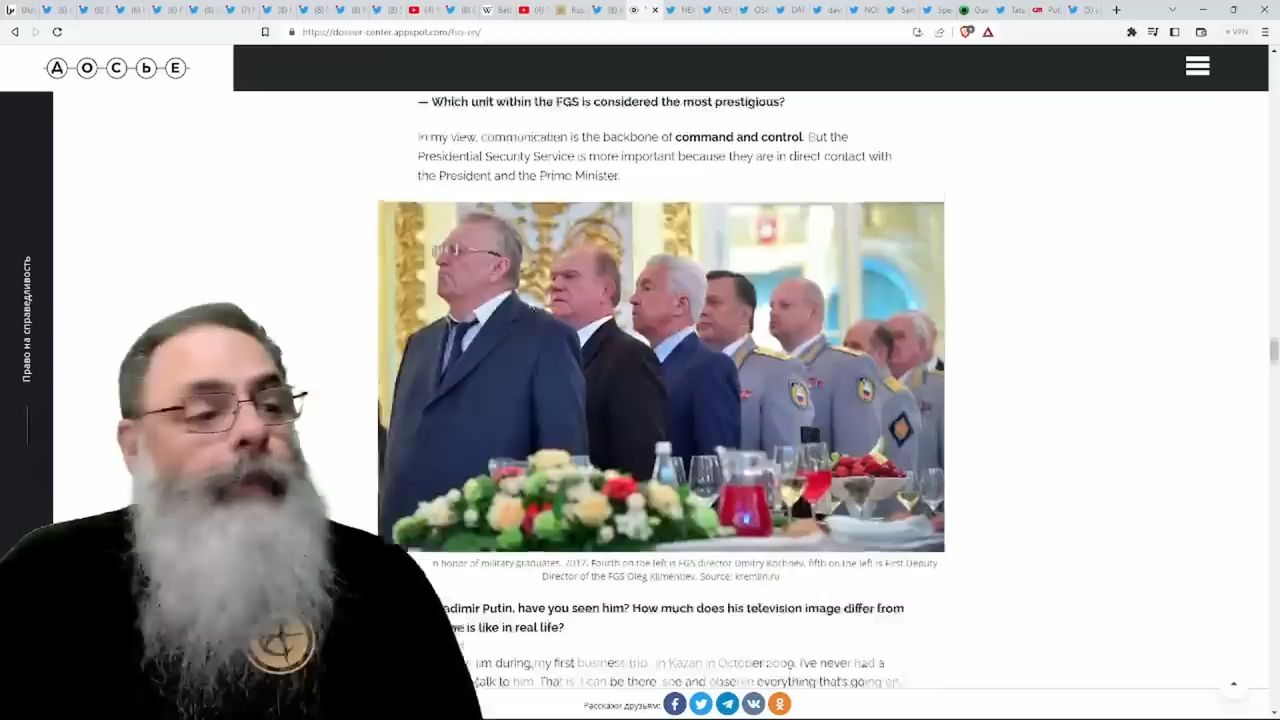 https://dossier-center.appspot.com/fso-en/
VPN
ДОСЬЕ
Право на справедливость
— Which unit within the FGS is considered the most prestigious?
In my view, communication is the backbone of command and control. But the
Presidential Security Service is more important because they are in direct contact with
the President and the Prime Minister.
n honor of military graduates, 2017. Fourth on the left is FGS director Dmitry Kochnev, fifth on the left is First Deputy
Director of the FGS Oleg Klimentiev. Source: kremlin.ru
adimir Putin, have you seen him? How much does his television image differ from
is like in real life?
im during my first business trip, in Kazan in October 2009. I've never had a
talk to him. That is, I can be there, see and observe everything that's going on,
Расскажи друзьям: